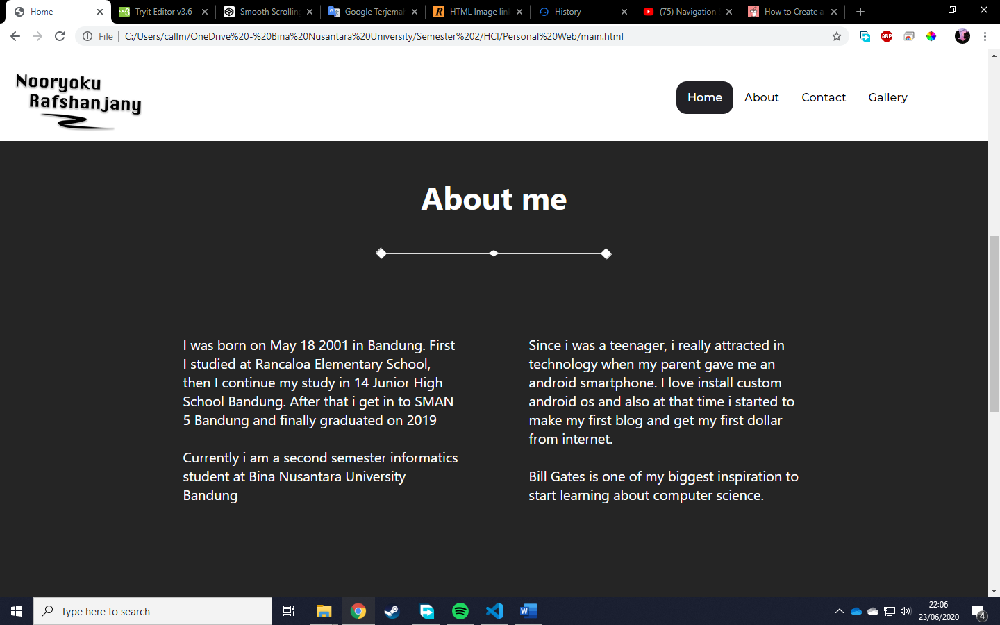 Home
Tryit Editor v3.6
Smooth Scrollin
Google Terjemah
HTML Image lin
History
(75) Navigation
How to Create a
File
C:/Users/callm/OneDrive%20-%20Bina%20Nusantara%20University/Semester%202/HCI/Personal%20Web/main.html
ABP
Nooryoku
Rafshanjany
Home
About
Contact
Gallery
About me
I was born on May 18 2001 in Bandung. First
I studied at Rancaloa Elementary School,
then I continue my study in 14 Junior High
School Bandung. After that i get in to SMAN
5 Bandung and finally graduated on 2019
Currently i am a second semester informatics
student at Bina Nusantara University
Bandung
Since i was a teenager, i really attracted in
technology when my parent gave me an
android smartphone. I love install custom
android os and also at that time i started to
make my first blog and get my first dollar
from internet.
Bill Gates is one of my biggest inspiration to
start learning about computer science.
Type here to search
22:06
23/06/2020
4